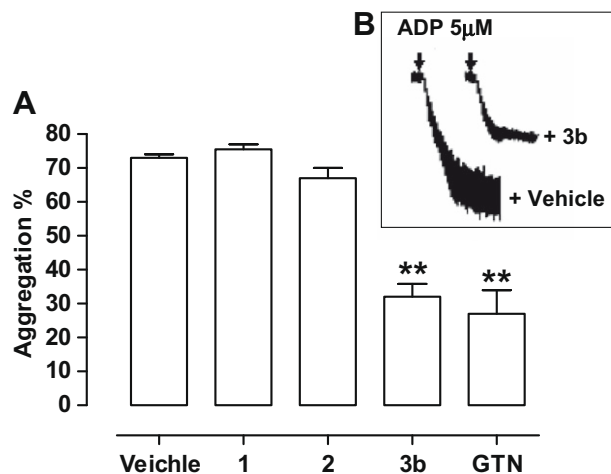 B ADP 5μM
+ 3b
+ Vehicle
A
Aggregation %
80
70
60
50
40
30
20
10
0
** **
Veichle 1 2 3b GTN